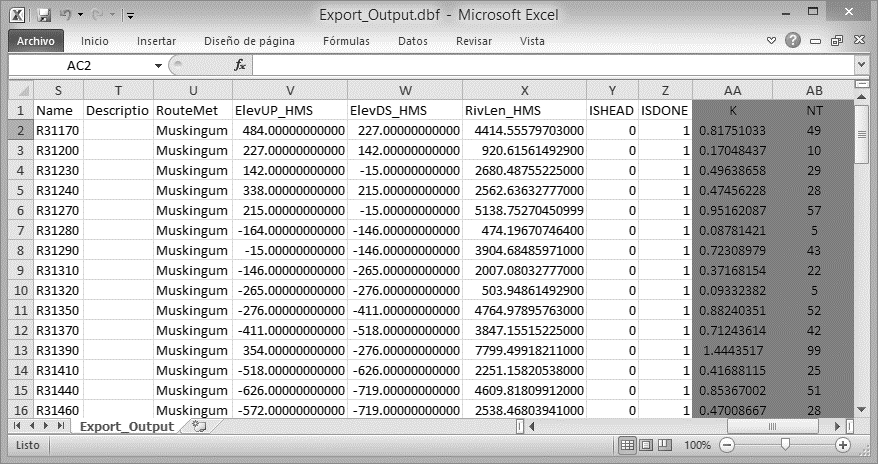 Export_Output.dbf - Microsoft Excel
Archivo Inicio Insertar Diseño de página Fórmulas Datos Revisar Vista
AC2 fx
S T U V W X Y Z AA AB
1 Name Descriptio RouteMet ElevUP_HMS ElevDS_HMS RivLen_HMS ISHEAD ISDONE K NT
2 R31170 Muskingum 484.00000000000 227.00000000000 4414.55579703000 0 1 0.81751033 49
3 R31200 Muskingum 227.00000000000 142.00000000000 920.61561492900 0 1 0.17048437 10
4 R31230 Muskingum 142.00000000000 -15.00000000000 2680.48755225000 0 1 0.49638658 29
5 R31240 Muskingum 338.00000000000 215.00000000000 2562.63632777000 0 1 0.47456228 28
6 R31270 Muskingum 215.00000000000 -15.00000000000 5138.75270450999 0 1 0.95162087 57
7 R31280 Muskingum -164.00000000000 -146.00000000000 474.19670746400 0 1 0.08781421 5
8 R31290 Muskingum -15.00000000000 -146.00000000000 3904.68485971000 0 1 0.72308979 43
9 R31310 Muskingum -146.00000000000 -265.00000000000 2007.08032777000 0 1 0.37168154 22
10 R31320 Muskingum -265.00000000000 -276.00000000000 503.94861492900 0 1 0.09332382 5
11 R31350 Muskingum -276.00000000000 -411.00000000000 4764.97895763000 0 1 0.88240351 52
12 R31370 Muskingum -411.00000000000 -518.00000000000 3847.15515225000 0 1 0.71243614 42
13 R31390 Muskingum 354.00000000000 -276.00000000000 7799.49918211000 0 1 1.4443517 99
14 R31410 Muskingum -518.00000000000 -626.00000000000 2251.15820538000 0 1 0.41688115 25
15 R31440 Muskingum -626.00000000000 -719.00000000000 4609.81809912000 0 1 0.85367002 51
16 R31460 Muskingum -572.00000000000 -719.00000000000 2538.46803941000 0 1 0.47008667 28
Export_Output
Listo 100%